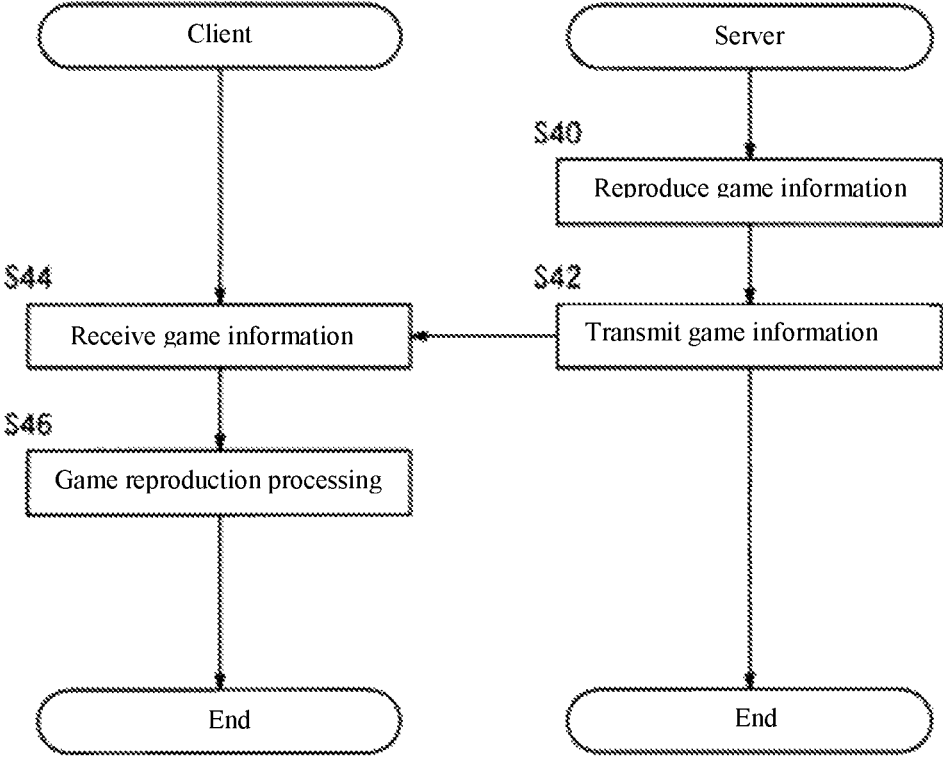 Client
Server
S40
Reproduce game information
S44
S42
Receive game information
Transmit game information
S46
Game reproduction processing
End
End